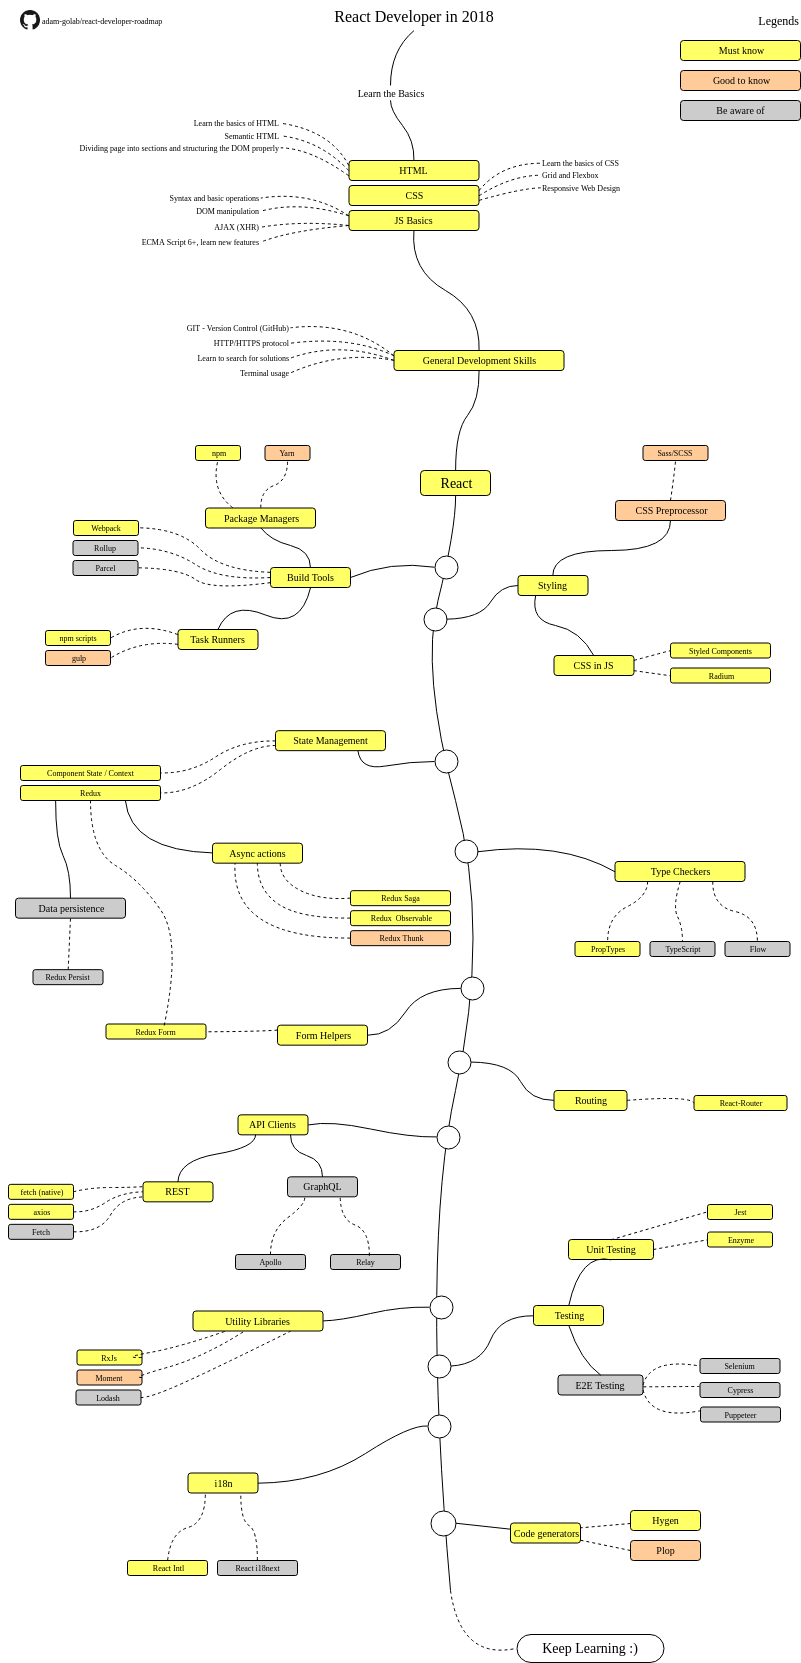 adam-golab/react-developer-roadmap
React Developer in 2018
Legends
Must know
Good to know
Be aware of
Learn the Basics
Learn the basics of HTML
Semantic HTML
Dividing page into sections and structuring the DOM properly
HTML
CSS
JS Basics
Learn the basics of CSS
Grid and Flexbox
Responsive Web Design
Syntax and basic operations
DOM manipulation
AJAX (XHR)
ECMA Script 6+, learn new features
GIT - Version Control (GitHub)
HTTP/HTTPS protocol
Learn to search for solutions
Terminal usage
General Development Skills
React
npm
Yarn
Package Managers
Webpack
Rollup
Parcel
Build Tools
npm scripts
gulp
Task Runners
Sass/SCSS
CSS Preprocessor
Styling
CSS in JS
Styled Components
Radium
State Management
Component State / Context
Redux
Async actions
Redux Saga
Redux Observable
Redux Thunk
Data persistence
Redux Persist
Type Checkers
PropTypes
TypeScript
Flow
Redux Form
Form Helpers
Routing
React-Router
API Clients
REST
GraphQL
fetch (native)
axios
Fetch
Apollo
Relay
Jest
Unit Testing
Enzyme
Testing
E2E Testing
Selenium
Cypress
Puppeteer
Utility Libraries
RxJs
Moment
Lodash
i18n
React Intl
React i18next
Code generators
Hygen
Plop
Keep Learning :)